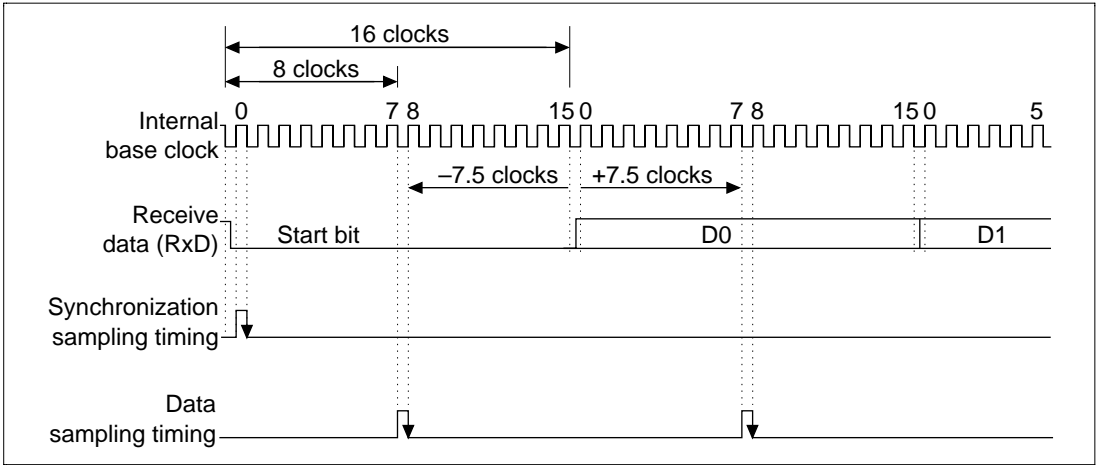 16 clocks
8 clocks
0 7 8 15 0 7 8 15 0 5
Internal
base clock
–7.5 clocks +7.5 clocks
Receive
data (RxD)
Start bit D0 D1
Synchronization
sampling timing
Data
sampling timing